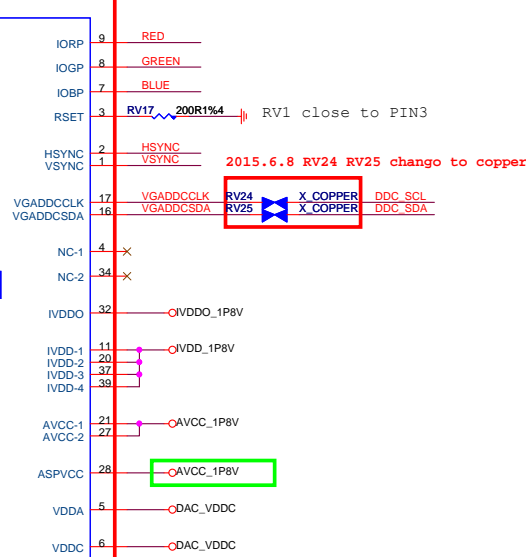 IORP 9 RED
IOGP 8 GREEN
IOBP 7 BLUE
RSET 3 RV17 200R1%4 RV1 close to PIN3
HSYNC 2 HSYNC
VSYNC 1 VSYNC
2015.6.8 RV24 RV25 chango to copper
VGADDCCLK 17 VGADDCCLK RV24 X_COPPER DDC_SCL
VGADDCSDA 16 VGADDCSDA RV25 X_COPPER DDC_SDA
NC-1 4
NC-2 34
IVDDO 32 IVDDO_1P8V
IVDD-1 11 IVDD_1P8V
IVDD-2 20
IVDD-3 37
IVDD-4 39
AVCC-1 21 AVCC_1P8V
AVCC-2 27
ASPVCC 28 AVCC_1P8V
VDDA 5 DAC_VDDC
VDDC 6 DAC_VDDC